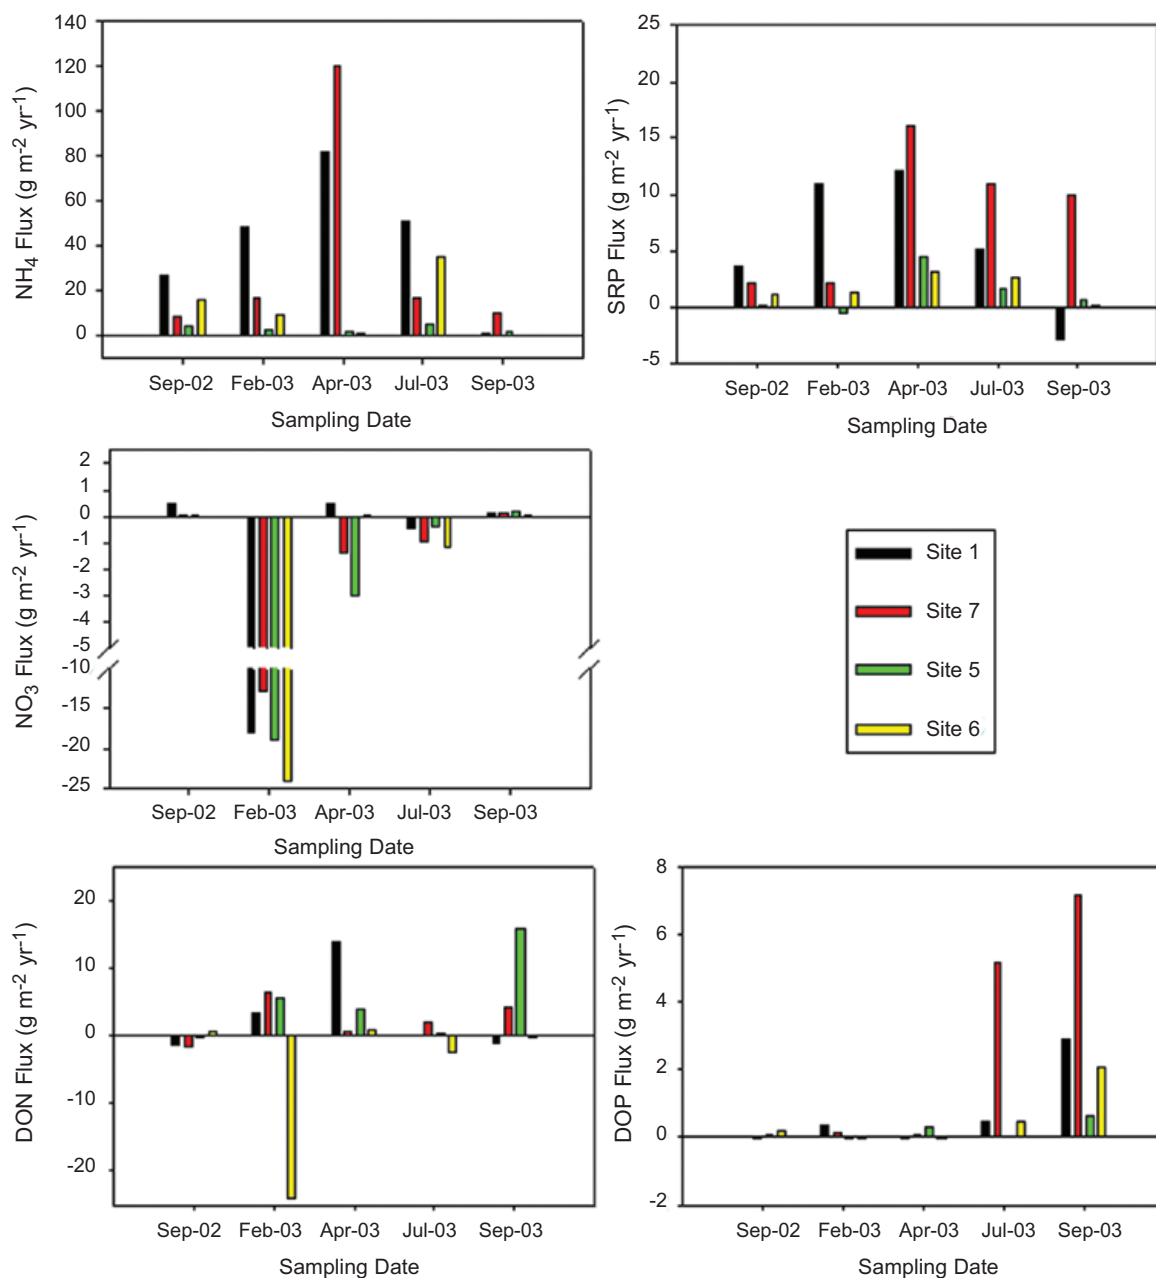 NH4 Flux (g m-2 yr-1)
140
120
100
80
60
40
20
0
Sep-02 Feb-03 Apr-03 Jul-03 Sep-03
Sampling Date
SRP Flux (g m-2 yr-1)
25
20
15
10
5
0
-5
Sep-02 Feb-03 Apr-03 Jul-03 Sep-03
Sampling Date
NO3 Flux (g m-2 yr-1)
2
1
0
-1
-2
-3
-4
-5
-10
-15
-20
-25
Sep-02 Feb-03 Apr-03 Jul-03 Sep-03
Sampling Date
Site 1
Site 7
Site 5
Site 6
DON Flux (g m-2 yr-1)
20
10
0
-10
-20
Sep-02 Feb-03 Apr-03 Jul-03 Sep-03
Sampling Date
DOP Flux (g m-2 yr-1)
8
6
4
2
0
-2
Sep-02 Feb-03 Apr-03 Jul-03 Sep-03
Sampling Date